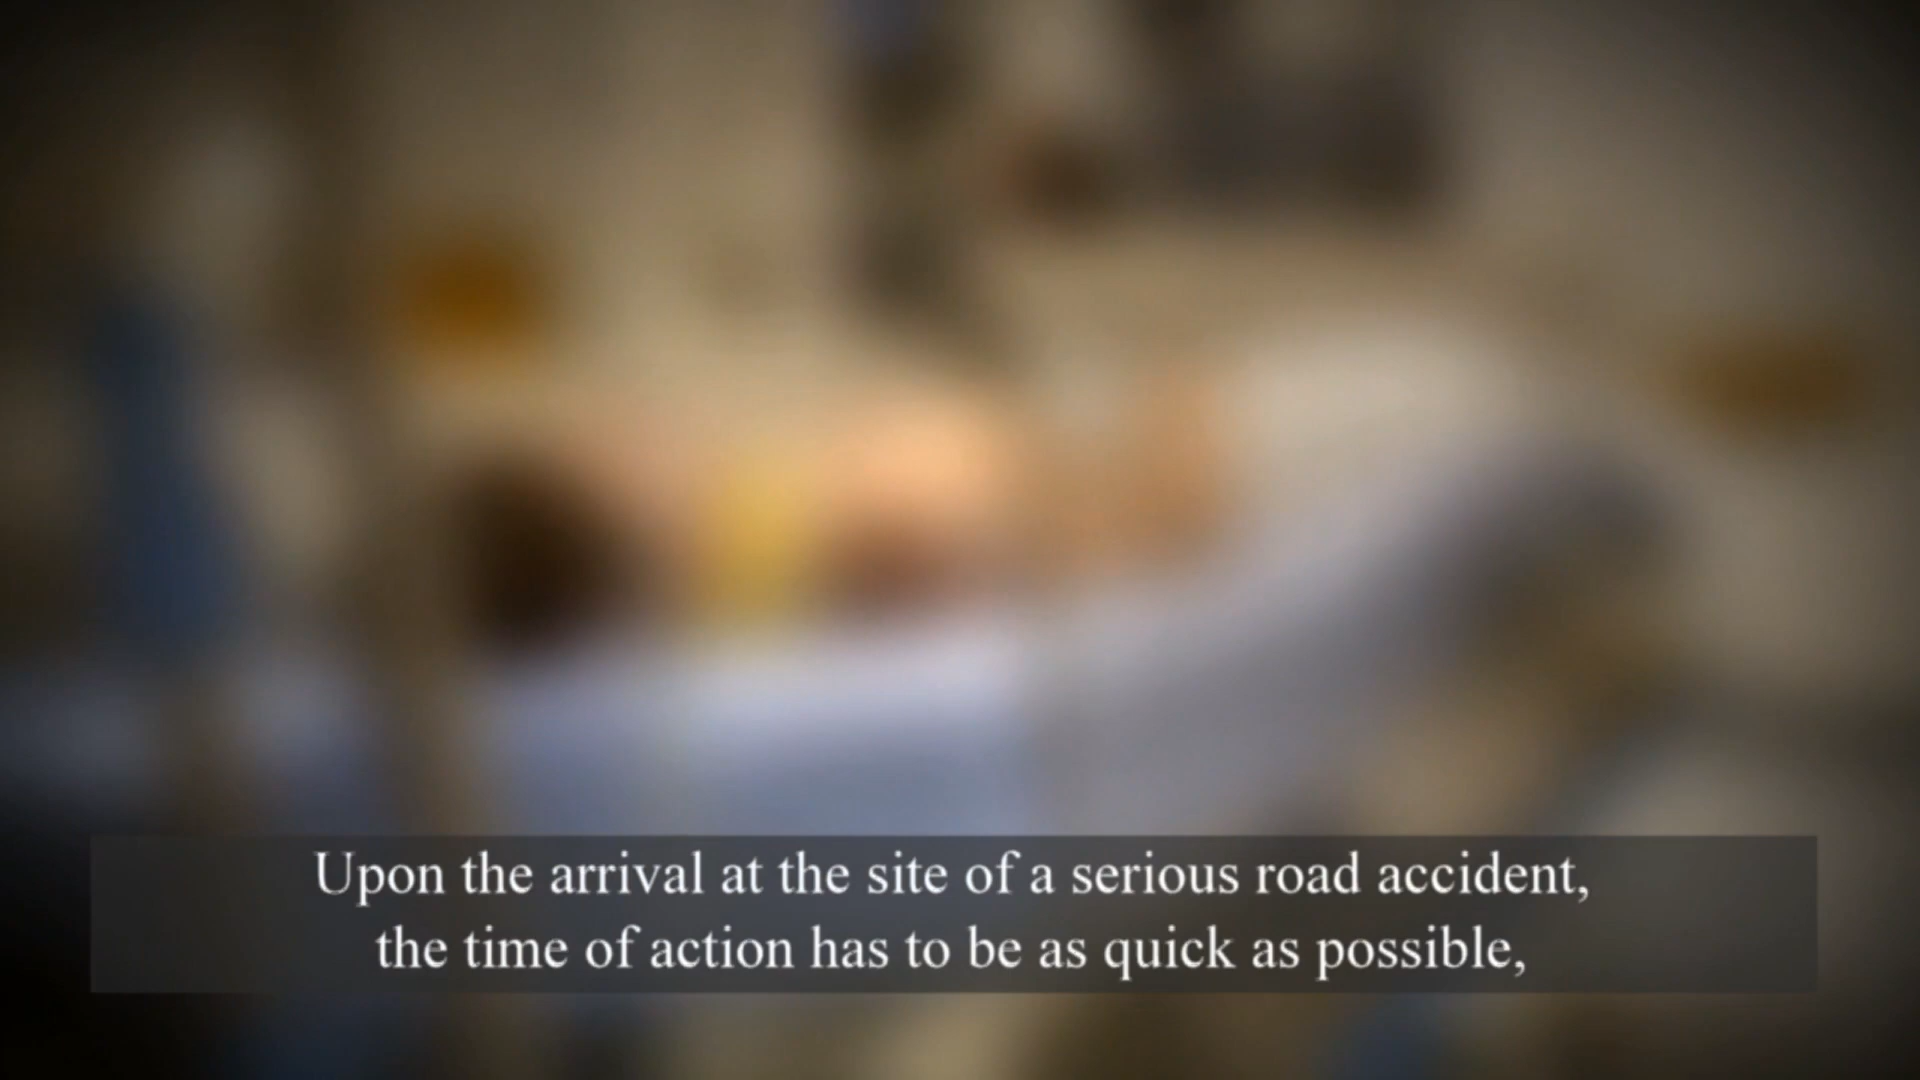 Upon the arrival at the site of a serious road accident,
the time of action has to be as quick as possible,